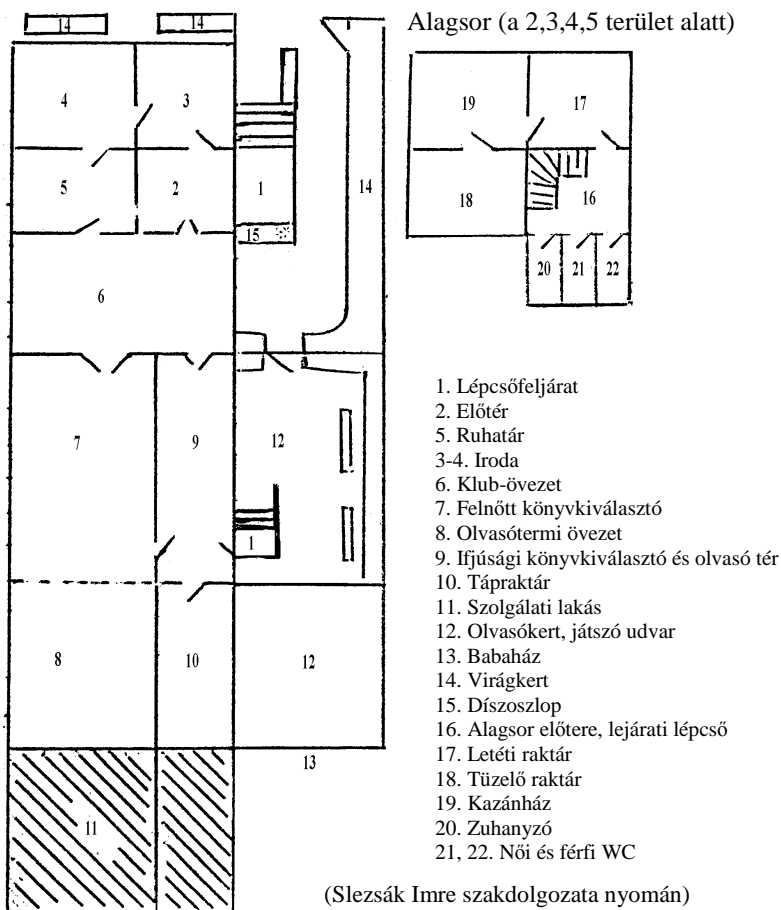 14
14
Alagsor (a 2,3,4,5 terület alatt)
4
3
19
17
5
2
1
14
18
16
15
20
21
22
6
7
9
12
1
8
10
12
13
11
1. Lépcsőfeljárat
2. Előtér
5. Ruhatár
3-4. Iroda
6. Klub-övezet
7. Felnőtt könyvkiválasztó
8. Olvasótermi övezet
9. Ifjúsági könyvkiválasztó és olvasó tér
10. Tápraktár
11. Szolgálati lakás
12. Olvasókert, játszó udvar
13. Babaház
14. Virágkert
15. Díszoszlop
16. Alagsor előtere, lejárati lépcső
17. Letéti raktár
18. Tüzelő raktár
19. Kazánház
20. Zuhanyzó
21, 22. Női és férfi WC
(Slezsák Imre szakdolgozata nyomán)